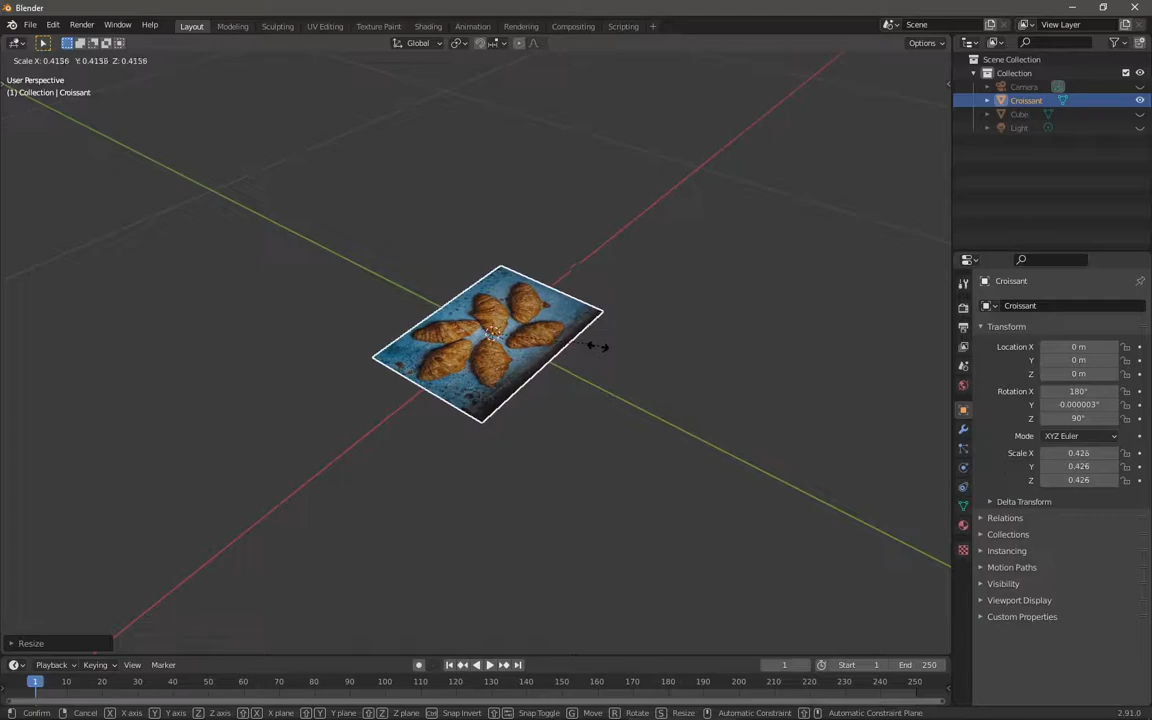 Blender
File Edit Render Window Help Layout Modeling Sculpting UV Editing Texture Paint Shading Animation Rendering Compositing Scripting + Scene View Layer
Global Options
Scale X: 0.4156 Y: 0.4156 Z: 0.4156
User Perspective
(1) Collection | Croissant
Scene Collection
Collection
Camera
Croissant
Cube
Light
Croissant
Croissant
Transform
Location X 0 m
Y 0 m
Z 0 m
Rotation X 180°
Y -0.000003°
Z 90°
Mode XYZ Euler
Scale X 0.426
Y 0.426
Z 0.426
Delta Transform
Relations
Collections
Instancing
Motion Paths
Visibility
Viewport Display
Custom Properties
Resize
Playback Keying View Marker 1 Start 1 End 250
1 10 20 30 40 50 60 70 80 90 100 110 120 130 140 150 160 170 180 190 200 210 220 230 240 250
Confirm Cancel X X axis Y Y axis Z Z axis X X plane Y Y plane Z Z plane Snap Invert Snap Toggle G Move R Rotate S Resize Automatic Constraint Automatic Constraint Plane 2.91.0